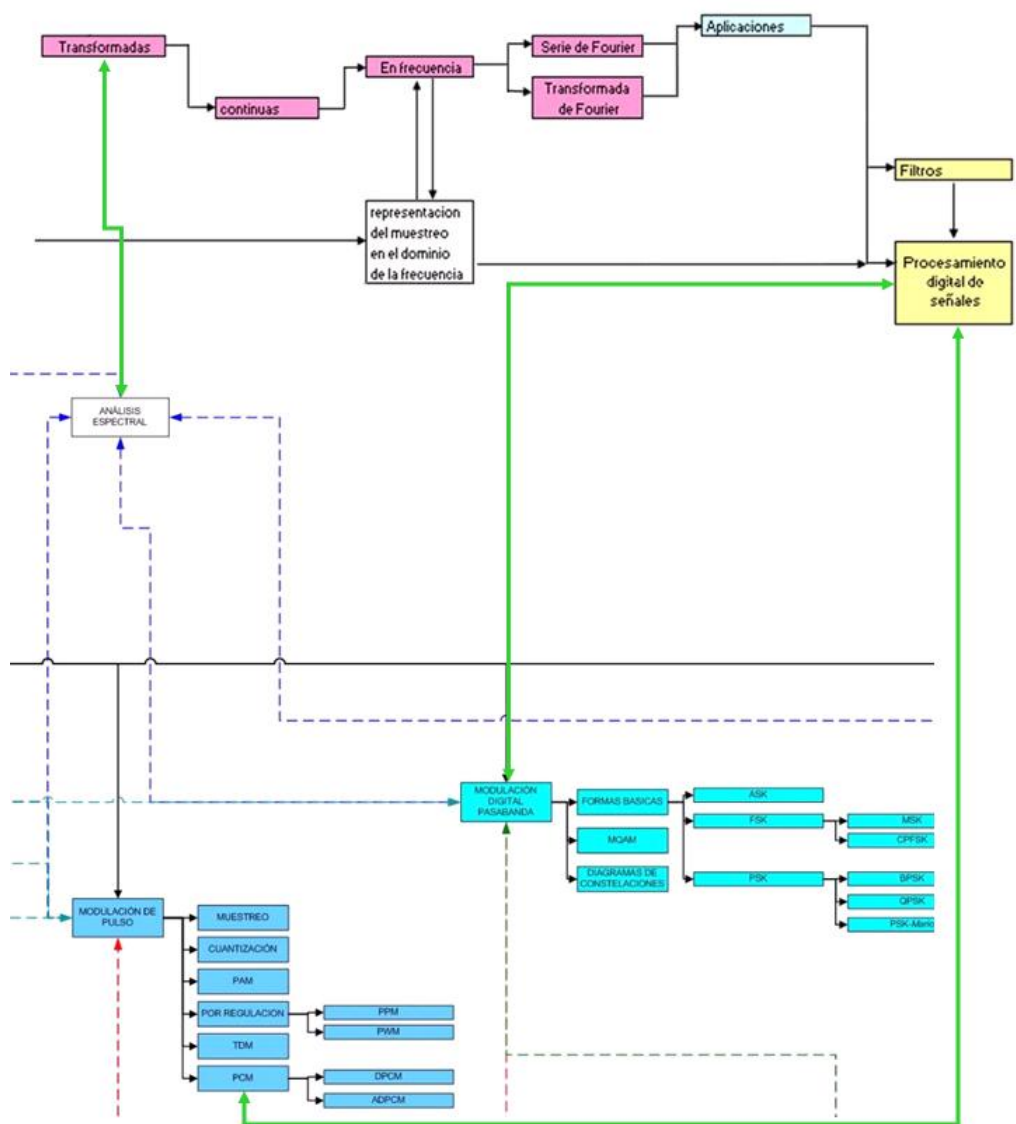 Transformadas
continuas
En frecuencia
Serie de Fourier
Transformada
de Fourier
Aplicaciones
Filtros
representacion
del muestreo
en el dominio
de la frecuencia
Procesamiento
digital de
señales
ANÁLISIS
ESPECTRAL
MODULACIÓN
DIGITAL
PASABANDA
FORMAS BASICAS
MQAM
DIAGRAMAS DE
CONSTELACIONES
ASK
FSK
PSK
MSK
CPFSK
BPSK
QPSK
MODULACIÓN DE
PULSO
MUESTREO
CUANTIZACIÓN
PAM
POR REGULACION
TDM
PCM
PPM
PWM
DPCM
ADPCM